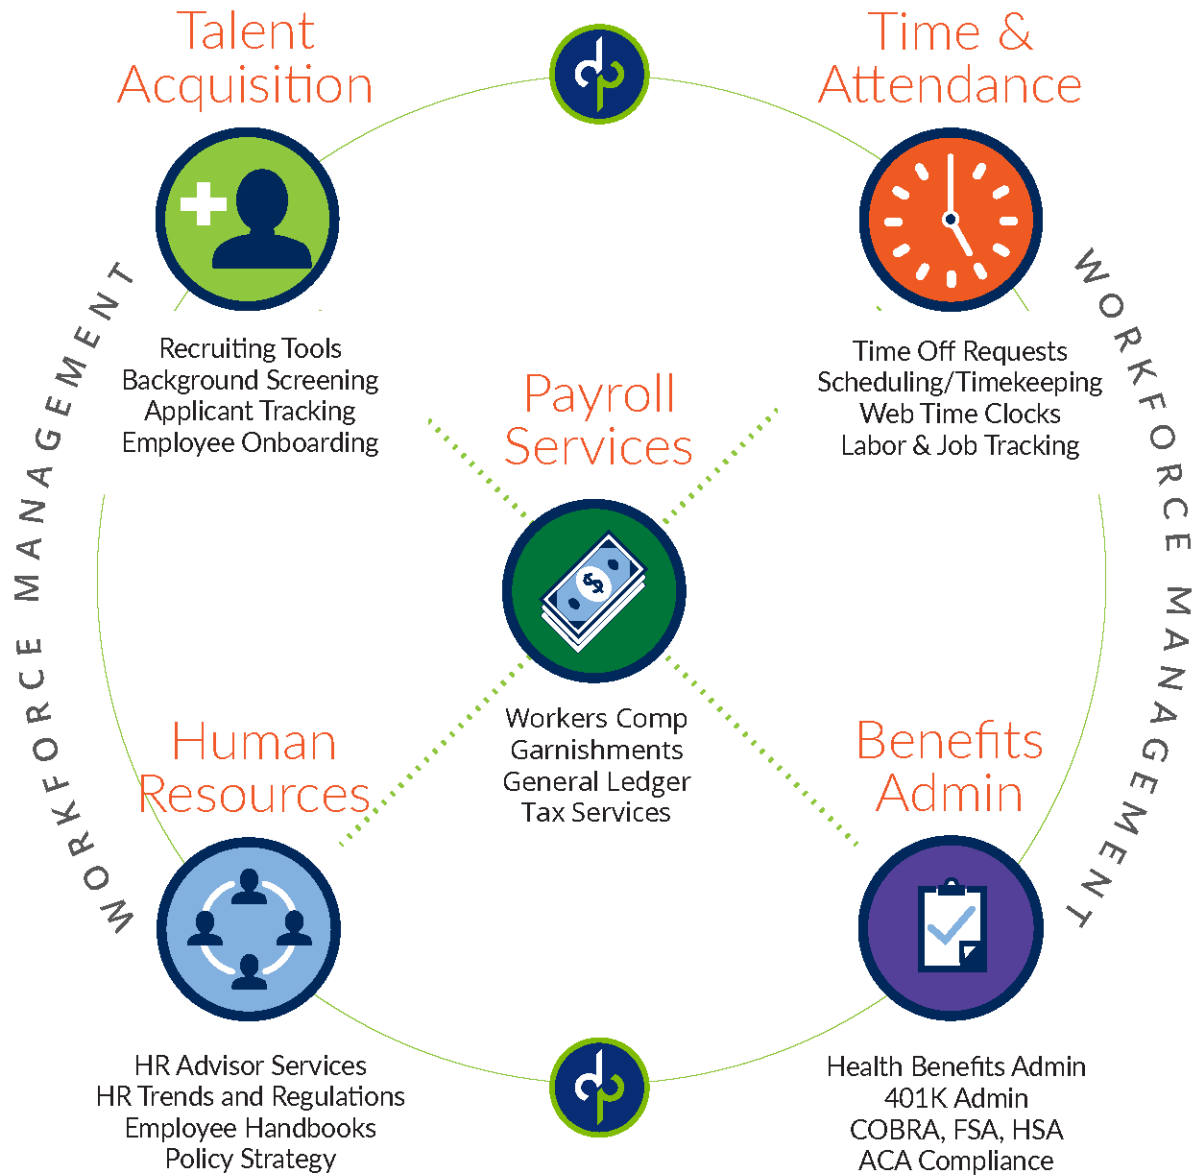 Talent
Acquisition
Recruiting Tools
Background Screening
Applicant Tracking
Employee Onboarding
dp
Time &
Attendance
Time Off Requests
Scheduling/Timekeeping
Web Time Clocks
Labor & Job Tracking
WORKFORCE MANAGEMENT
Payroll
Services
$
Workers Comp
Garnishments
General Ledger
Tax Services
WORKFORCE MANAGEMENT
Human
Resources
HR Advisor Services
HR Trends and Regulations
Employee Handbooks
Policy Strategy
dp
Benefits
Admin
Health Benefits Admin
401K Admin
COBRA, FSA, HSA
ACA Compliance